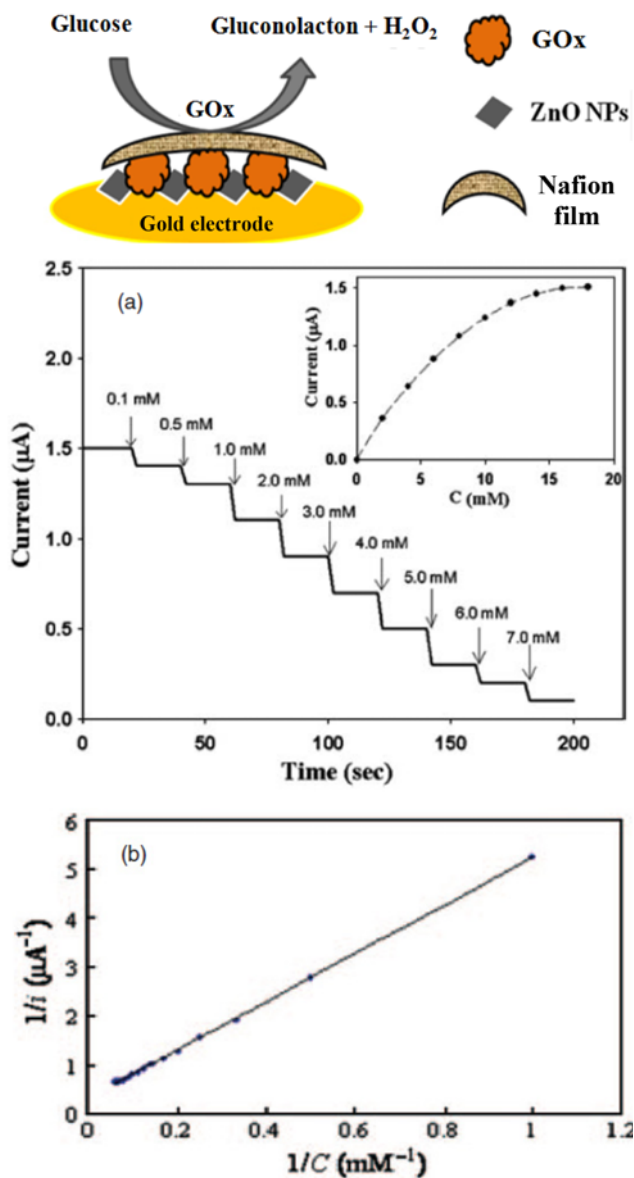 Glucose
Gluconolacton + H₂O₂
GOx
GOx
ZnO NPs
Nafion
film
Gold electrode
(a)
2.5
2.0
1.5
1.0
0.5
0.0
Current (µA)
0.1 mM
0.5 mM
1.0 mM
2.0 mM
3.0 mM
4.0 mM
5.0 mM
6.0 mM
7.0 mM
0
50
100
150
200
Time (sec)
1.5
1.0
0.5
0.0
Current (µA)
0
5
10
15
20
C (mM)
(b)
6
5
4
3
2
1
0
1/i (µA⁻¹)
0
0.2
0.4
0.6
0.8
1
1.2
1/C (mM⁻¹)